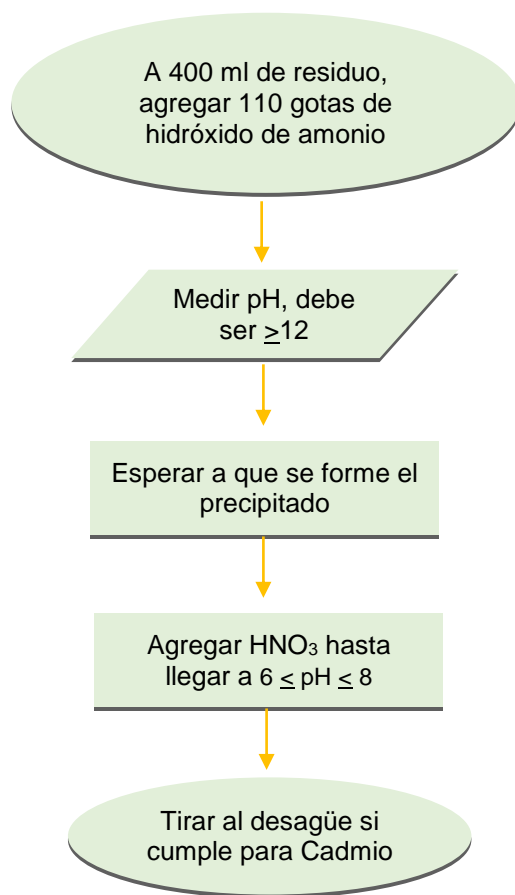 A 400 ml de residuo,
agregar 110 gotas de
hidróxido de amonio
Medir pH, debe
ser ≥12
Esperar a que se forme el
precipitado
Agregar HNO₃ hasta
llegar a 6 ≤ pH ≤ 8
Tirar al desagüe si
cumple para Cadmio